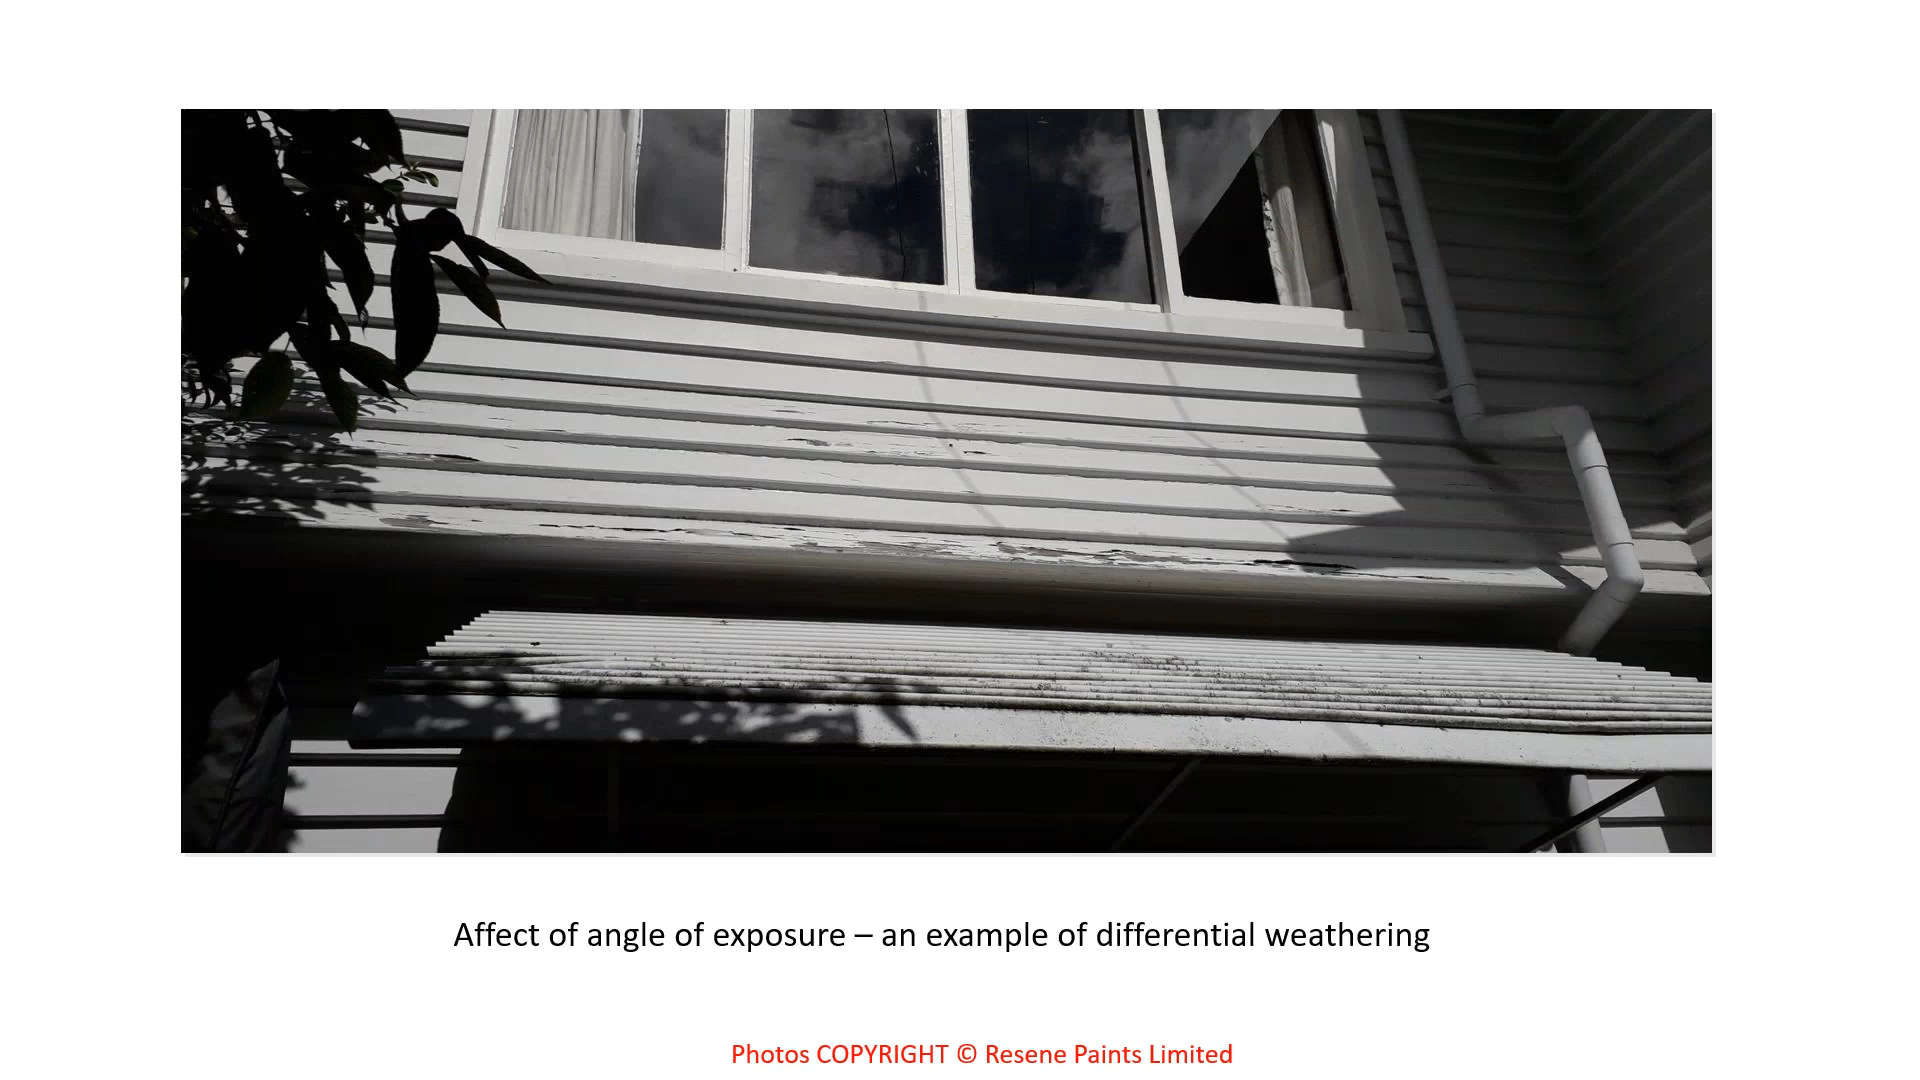 Affect of angle of exposure – an example of differential weathering
Photos COPYRIGHT © Resene Paints Limited